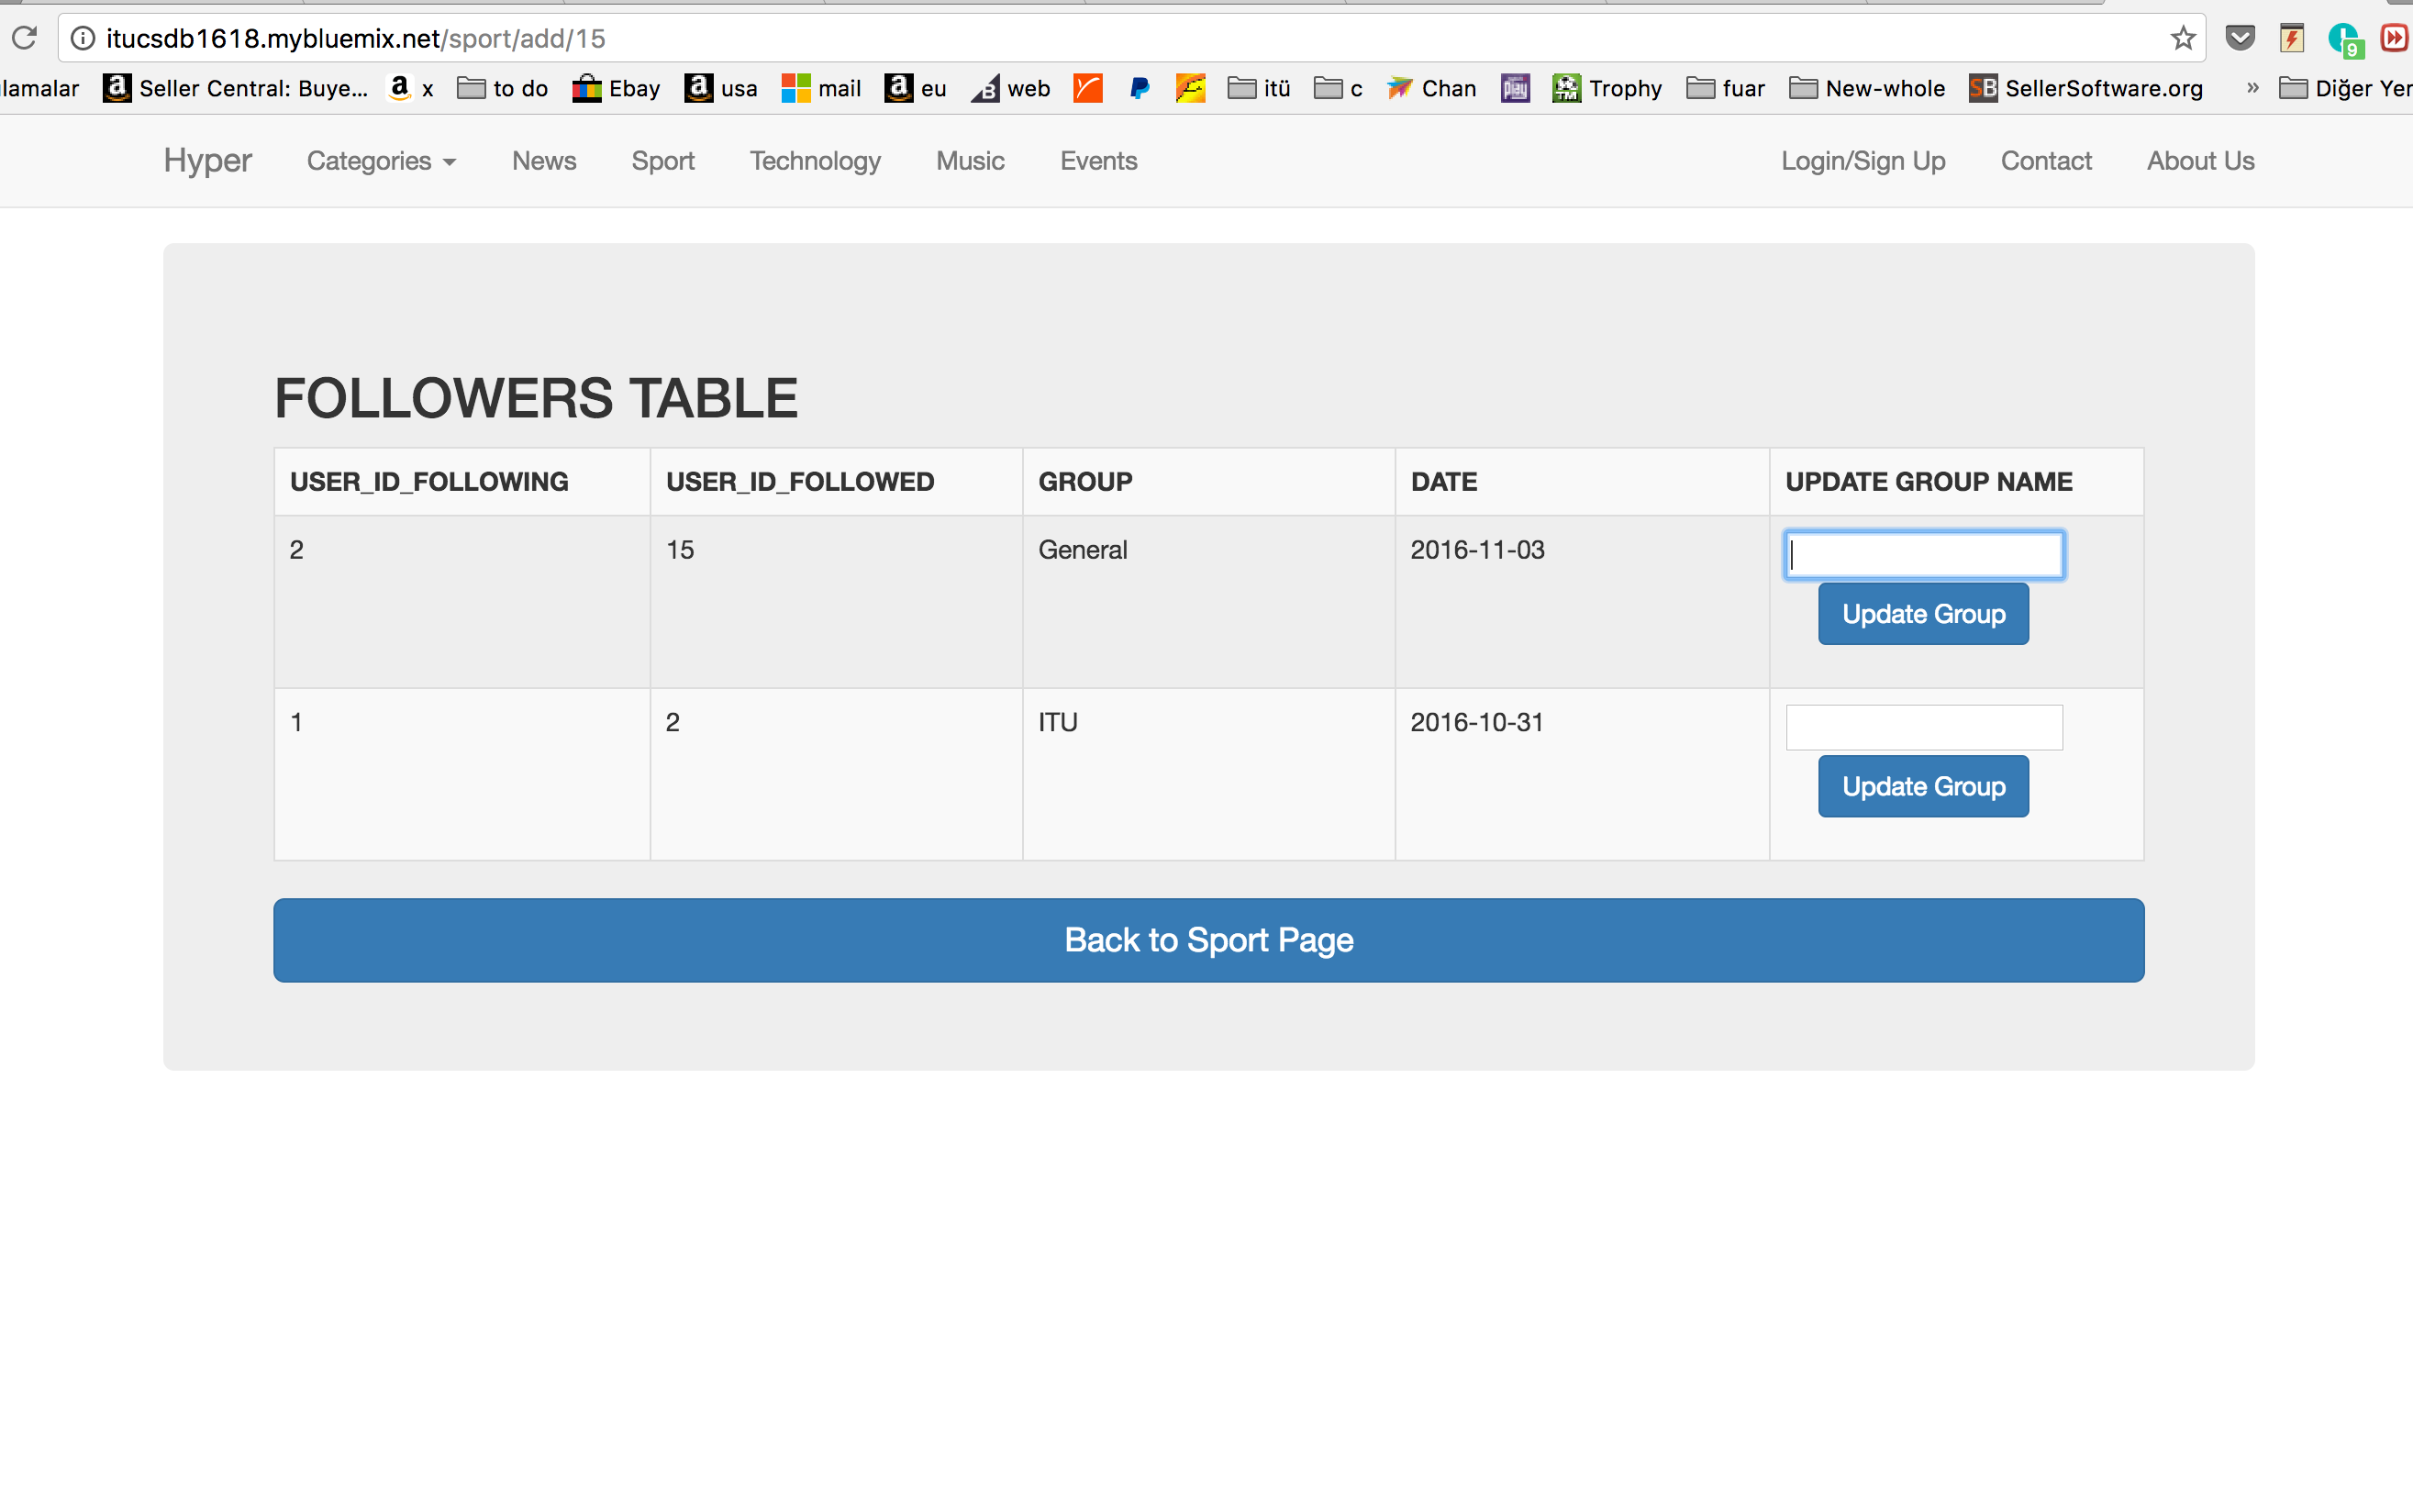 itucsdb1618.mybluemix.net/sport/add/15
lamalar Seller Central: Buye... x to do Ebay usa mail eu web itü c Chan play Trophy fuar New-whole SB SellerSoftware.org » Diğer Yer
9
Hyper Categories News Sport Technology Music Events Login/Sign Up Contact About Us
FOLLOWERS TABLE
USER_ID_FOLLOWING USER_ID_FOLLOWED GROUP DATE UPDATE GROUP NAME
2 15 General 2016-11-03
Update Group
1 2 ITU 2016-10-31
Update Group
Back to Sport Page